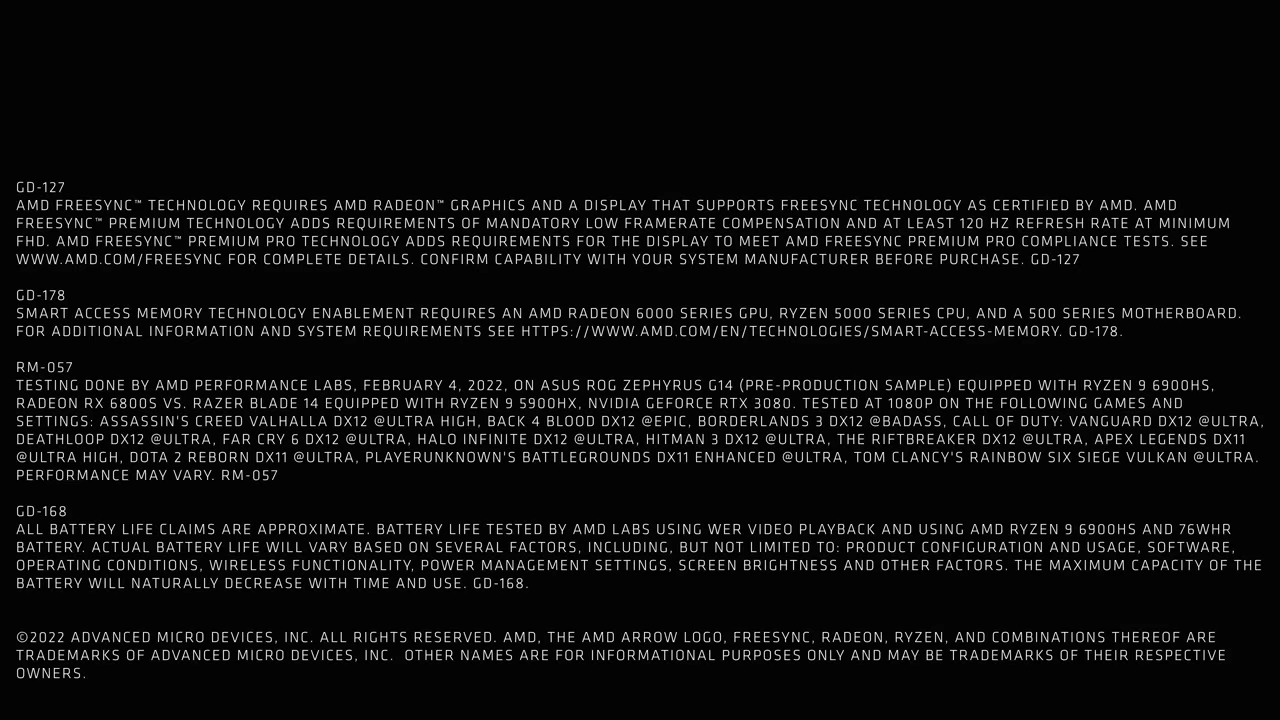 GD-127
AMD FREESYNC™ TECHNOLOGY REQUIRES AMD RADEON™ GRAPHICS AND A DISPLAY THAT SUPPORTS FREESYNC TECHNOLOGY AS CERTIFIED BY AMD. AMD
FREESYNC™ PREMIUM TECHNOLOGY ADDS REQUIREMENTS OF MANDATORY LOW FRAMERATE COMPENSATION AND AT LEAST 120 HZ REFRESH RATE AT MINIMUM
FHD. AMD FREESYNC™ PREMIUM PRO TECHNOLOGY ADDS REQUIREMENTS FOR THE DISPLAY TO MEET AMD FREESYNC PREMIUM PRO COMPLIANCE TESTS. SEE
WWW.AMD.COM/FREESYNC FOR COMPLETE DETAILS. CONFIRM CAPABILITY WITH YOUR SYSTEM MANUFACTURER BEFORE PURCHASE. GD-127
GD-178
SMART ACCESS MEMORY TECHNOLOGY ENABLEMENT REQUIRES AN AMD RADEON 6000 SERIES GPU, RYZEN 5000 SERIES CPU, AND A 500 SERIES MOTHERBOARD.
FOR ADDITIONAL INFORMATION AND SYSTEM REQUIREMENTS SEE HTTPS://WWW.AMD.COM/EN/TECHNOLOGIES/SMART-ACCESS-MEMORY. GD-178.
RM-057
TESTING DONE BY AMD PERFORMANCE LABS, FEBRUARY 4, 2022, ON ASUS ROG ZEPHYRUS G14 (PRE-PRODUCTION SAMPLE) EQUIPPED WITH RYZEN 9 6900HS,
RADEON RX 6800S VS. RAZER BLADE 14 EQUIPPED WITH RYZEN 9 5900HX, NVIDIA GEFORCE RTX 3080. TESTED AT 1080P ON THE FOLLOWING GAMES AND
SETTINGS: ASSASSIN'S CREED VALHALLA DX12 @ULTRA HIGH, BACK 4 BLOOD DX12 @EPIC, BORDERLANDS 3 DX12 @BADASS, CALL OF DUTY: VANGUARD DX12 @ULTRA,
DEATHLOOP DX12 @ULTRA, FAR CRY 6 DX12 @ULTRA, HALO INFINITE DX12 @ULTRA, HITMAN 3 DX12 @ULTRA, THE RIFTBREAKER DX12 @ULTRA, APEX LEGENDS DX11
@ULTRA HIGH, DOTA 2 REBORN DX11 @ULTRA, PLAYERUNKNOWN'S BATTLEGROUNDS DX11 ENHANCED @ULTRA, TOM CLANCY'S RAINBOW SIX SIEGE VULKAN @ULTRA.
PERFORMANCE MAY VARY. RM-057
GD-168
ALL BATTERY LIFE CLAIMS ARE APPROXIMATE. BATTERY LIFE TESTED BY AMD LABS USING WER VIDEO PLAYBACK AND USING AMD RYZEN 9 6900HS AND 76WHR
BATTERY. ACTUAL BATTERY LIFE WILL VARY BASED ON SEVERAL FACTORS, INCLUDING, BUT NOT LIMITED TO: PRODUCT CONFIGURATION AND USAGE, SOFTWARE,
OPERATING CONDITIONS, WIRELESS FUNCTIONALITY, POWER MANAGEMENT SETTINGS, SCREEN BRIGHTNESS AND OTHER FACTORS. THE MAXIMUM CAPACITY OF THE
BATTERY WILL NATURALLY DECREASE WITH TIME AND USE. GD-168.
©2022 ADVANCED MICRO DEVICES, INC. ALL RIGHTS RESERVED. AMD, THE AMD ARROW LOGO, FREESYNC, RADEON, RYZEN, AND COMBINATIONS THEREOF ARE
TRADEMARKS OF ADVANCED MICRO DEVICES, INC.  OTHER NAMES ARE FOR INFORMATIONAL PURPOSES ONLY AND MAY BE TRADEMARKS OF THEIR RESPECTIVE
OWNERS.